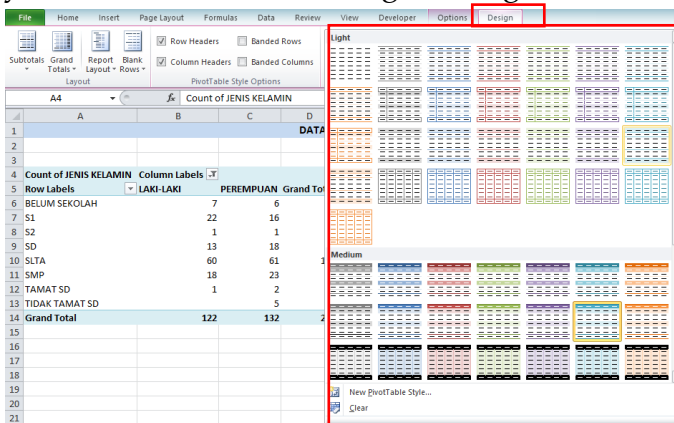 File Home Insert Page Layout Formulas Data Review View Developer Options Design
Subtotals Grand Totals Report Layout Blank Rows
Row Headers Banded Rows
Column Headers Banded Columns
Layout PivotTable Style Options
A4 fx Count of JENIS KELAMIN
A B C D
1 DATA
2
3
4 Count of JENIS KELAMIN Column Labels
5 Row Labels LAKI-LAKI PEREMPUAN Grand Tot
6 BELUM SEKOLAH 7 6
7 S1 22 16
8 S2 1 1
9 SD 13 18
10 SLTA 60 61 1
11 SMP 18 23
12 TAMAT SD 1 2
13 TIDAK TAMAT SD 5
14 Grand Total 122 132 2
15
16
17
18
19
20
21
Light
Medium
New PivotTable Style...
Clear